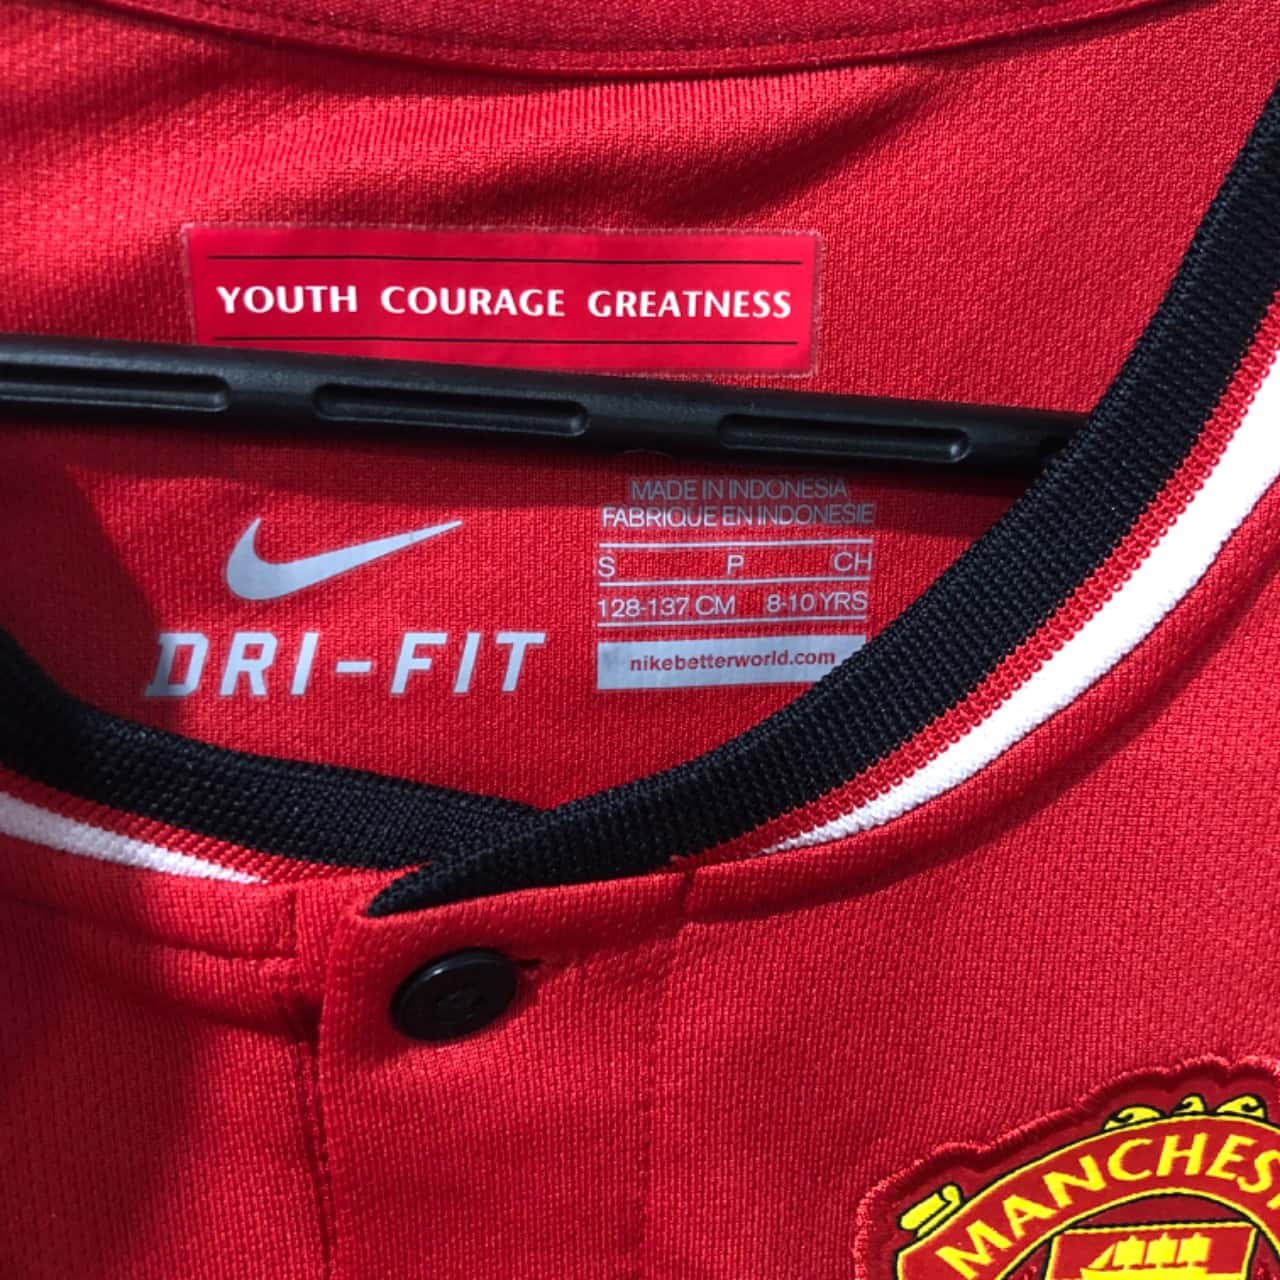 YOUTH COURAGE GREATNESS
MADE IN INDONESIA
FABRIQUE EN INDONESIE
S P CH
128-137 CM 8-10 YRS
nikebetterworld.com
DRI-FIT
MANCHES